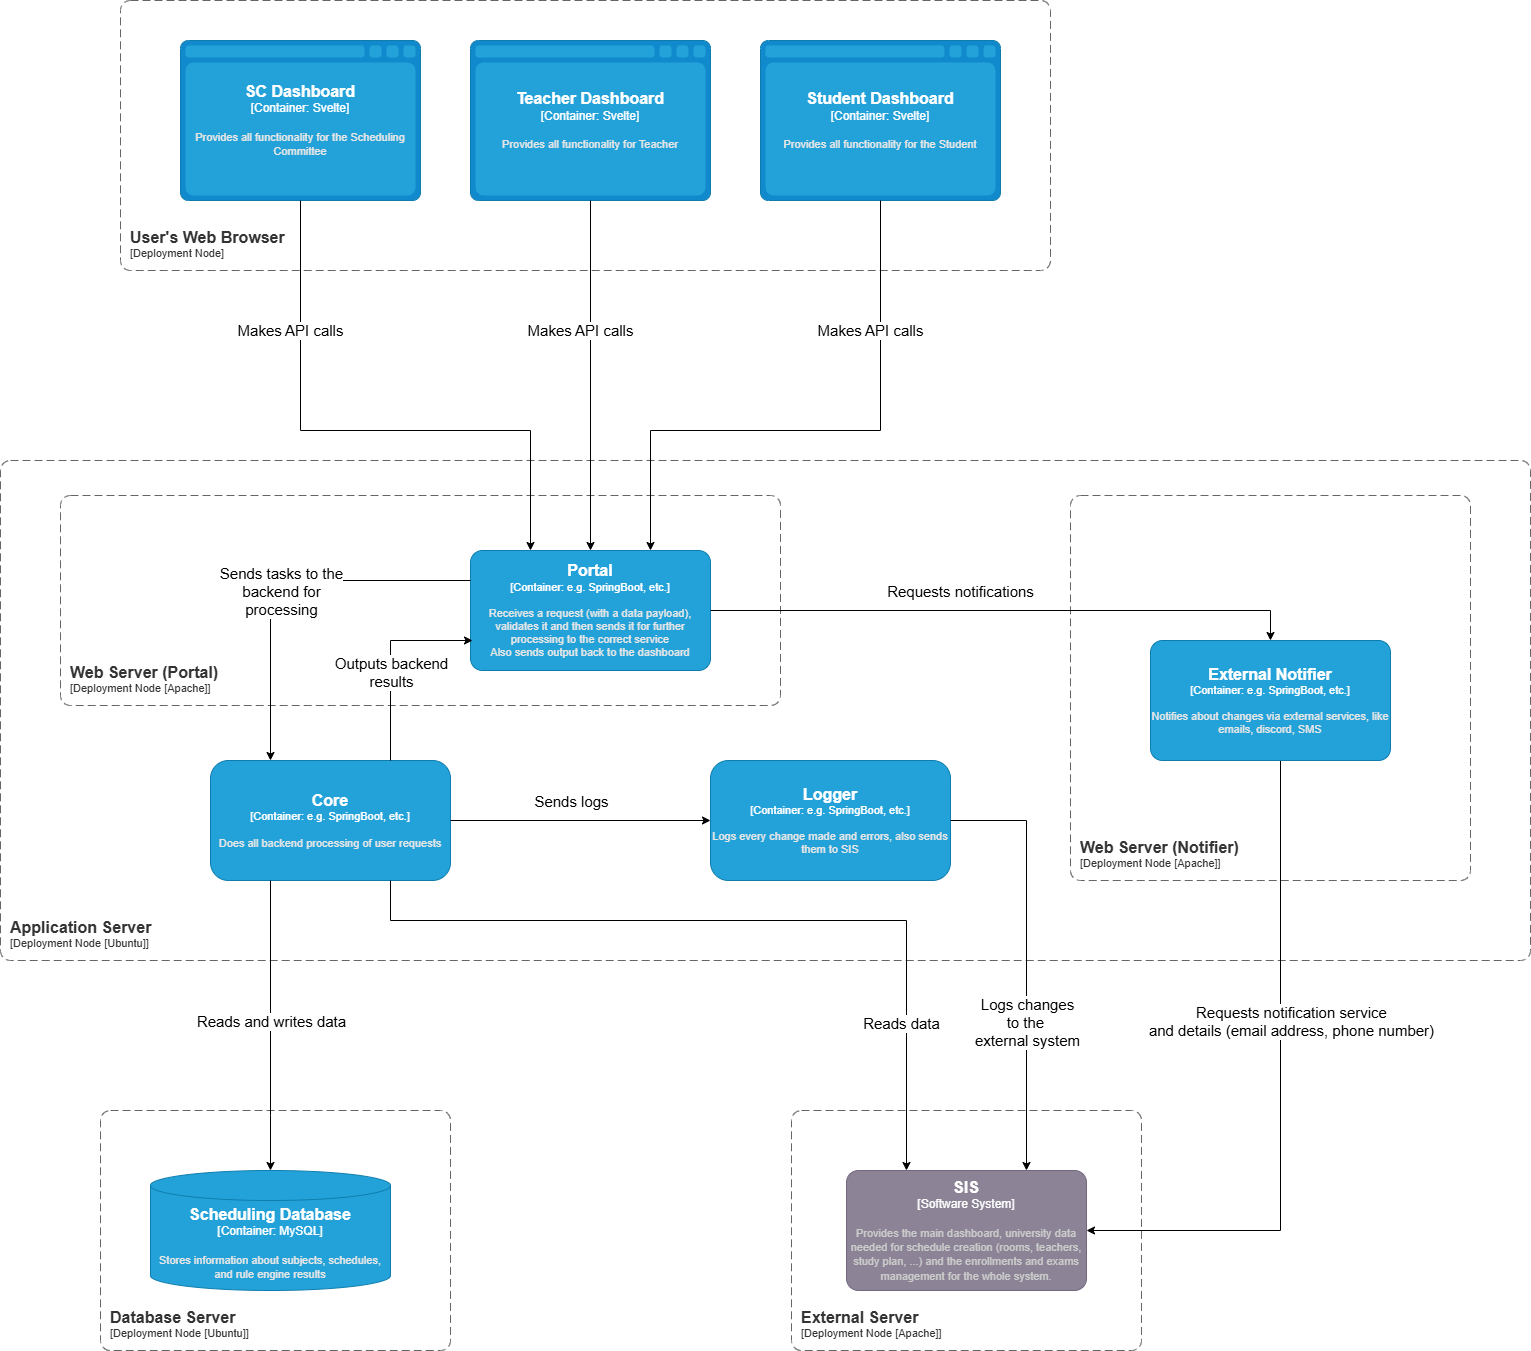 SC Dashboard
[Container: Svelte]
Provides all functionality for the Scheduling
Committee
Teacher Dashboard
[Container: Svelte]
Provides all functionality for Teacher
Student Dashboard
[Container: Svelte]
Provides all functionality for the Student
User's Web Browser
[Deployment Node]
Makes API calls
Makes API calls
Makes API calls
Portal
[Container: e.g. SpringBoot, etc.]
Receives a request (with a data payload),
validates it and then sends it for further
processing to the correct service
Also sends output back to the dashboard
Sends tasks to the
backend for
processing
Requests notifications
Outputs backend
results
Web Server (Portal)
[Deployment Node [Apache]]
External Notifier
[Container: e.g. SpringBoot, etc.]
Notifies about changes via external services, like
emails, discord, SMS
Core
[Container: e.g. SpringBoot, etc.]
Does all backend processing of user requests
Sends logs
Logger
[Container: e.g. SpringBoot, etc.]
Logs every change made and errors, also sends
them to SIS
Web Server (Notifier)
[Deployment Node [Apache]]
Application Server
[Deployment Node [Ubuntu]]
Reads and writes data
Reads data
Logs changes
to the
external system
Requests notification service
and details (email address, phone number)
Scheduling Database
[Container: MySQL]
Stores information about subjects, schedules,
and rule engine results
Database Server
[Deployment Node [Ubuntu]]
SIS
[Software System]
Provides the main dashboard, university data
needed for schedule creation (rooms, teachers,
study plan, ...) and the enrollments and exams
management for the whole system.
External Server
[Deployment Node [Apache]]